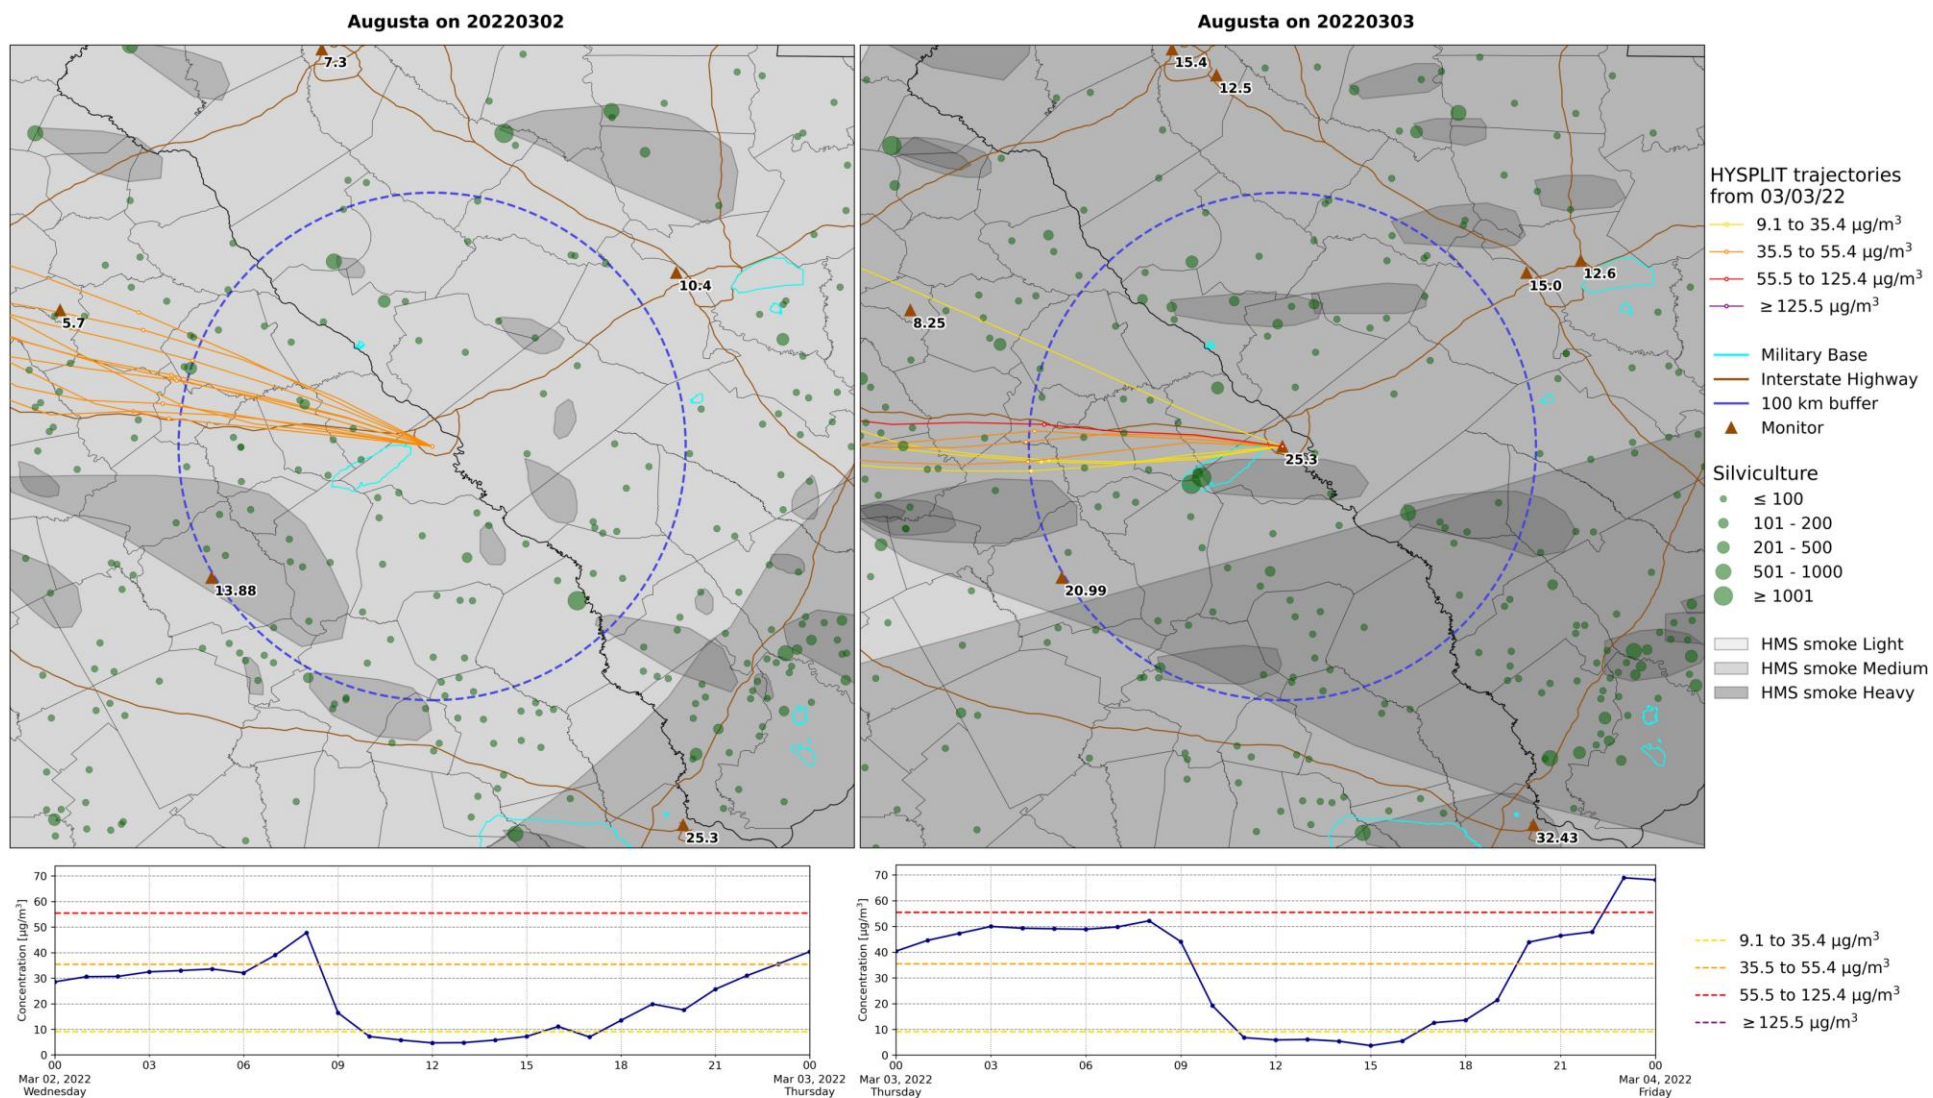 Augusta on 20220302
7.3
10.4
5.7
13.88
25.3
Augusta on 20220303
15.4
12.5
12.6
15.0
8.25
25.3
20.99
32.43
HYSPLIT trajectories
from 03/03/22
9.1 to 35.4 µg/m³
35.5 to 55.4 µg/m³
55.5 to 125.4 µg/m³
≥ 125.5 µg/m³
Military Base
Interstate Highway
100 km buffer
Monitor
Silviculture
≤ 100
101 - 200
201 - 500
501 - 1000
≥ 1001
HMS smoke Light
HMS smoke Medium
HMS smoke Heavy
Concentration [µg/m³]
70
60
50
40
30
20
10
0
00 03 06 09 12 15 18 21 00
Mar 02, 2022 Mar 03, 2022
Wednesday Thursday
Concentration [µg/m³]
70
60
50
40
30
20
10
0
00 03 06 09 12 15 18 21 00
Mar 03, 2022 Mar 04, 2022
Thursday Friday
9.1 to 35.4 µg/m³
35.5 to 55.4 µg/m³
55.5 to 125.4 µg/m³
≥ 125.5 µg/m³